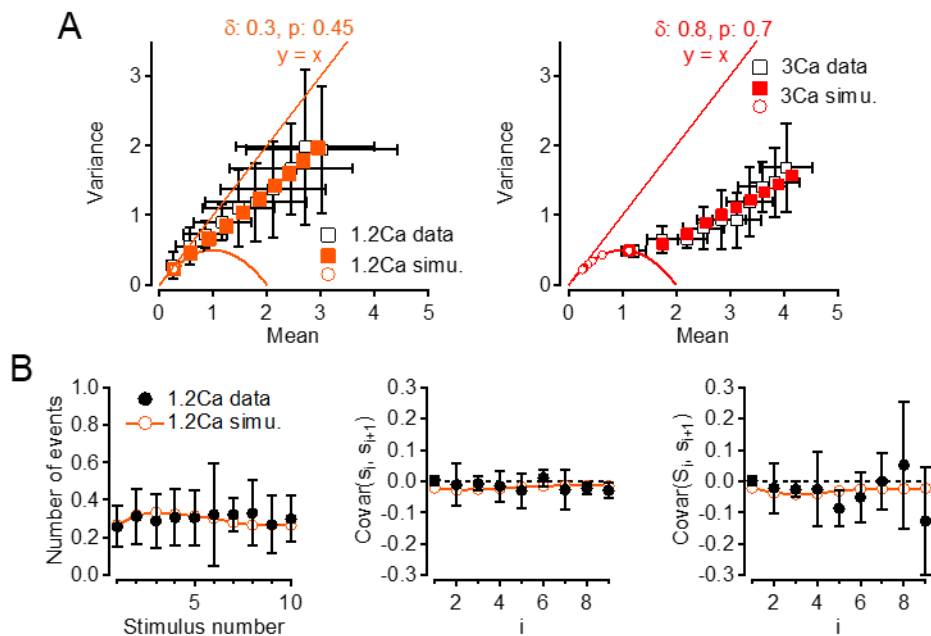 A
δ: 0.3, p: 0.45
y = x
3
2
1
0
Variance
1.2Ca data
1.2Ca simu.
0 1 2 3 4 5
Mean
δ: 0.8, p: 0.7
y = x
3Ca data
3Ca simu.
3
2
1
0
Variance
0 1 2 3 4 5
Mean
B
1.0
0.8
0.6
0.4
0.2
0.0
Number of events
1.2Ca data
1.2Ca simu.
5 10
Stimulus number
0.3
0.2
0.1
0.0
-0.1
-0.2
-0.3
Covar(si, si+1)
2 4 6 8
i
0.3
0.2
0.1
0.0
-0.1
-0.2
-0.3
Covar(Si, si+1)
2 4 6 8
i